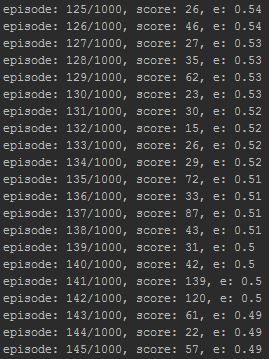 episode: 125/1000, score: 26, e: 0.54
episode: 126/1000, score: 46, e: 0.54
episode: 127/1000, score: 27, e: 0.53
episode: 128/1000, score: 35, e: 0.53
episode: 129/1000, score: 62, e: 0.53
episode: 130/1000, score: 23, e: 0.53
episode: 131/1000, score: 30, e: 0.52
episode: 132/1000, score: 15, e: 0.52
episode: 133/1000, score: 26, e: 0.52
episode: 134/1000, score: 29, e: 0.52
episode: 135/1000, score: 72, e: 0.51
episode: 136/1000, score: 33, e: 0.51
episode: 137/1000, score: 87, e: 0.51
episode: 138/1000, score: 43, e: 0.51
episode: 139/1000, score: 31, e: 0.5
episode: 140/1000, score: 42, e: 0.5
episode: 141/1000, score: 139, e: 0.5
episode: 142/1000, score: 120, e: 0.5
episode: 143/1000, score: 61, e: 0.49
episode: 144/1000, score: 22, e: 0.49
episode: 145/1000, score: 57, e: 0.49